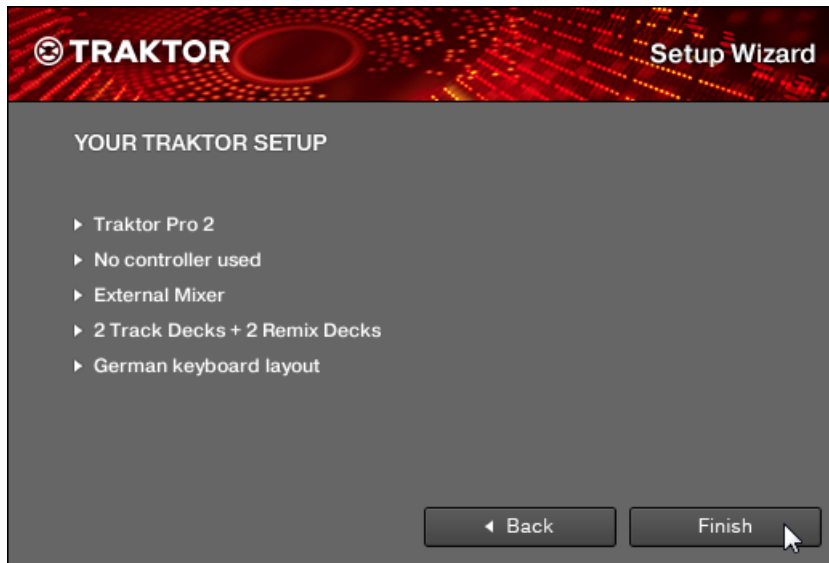 TRAKTOR
Setup Wizard
YOUR TRAKTOR SETUP
Traktor Pro 2
No controller used
External Mixer
2 Track Decks + 2 Remix Decks
German keyboard layout
Back
Finish